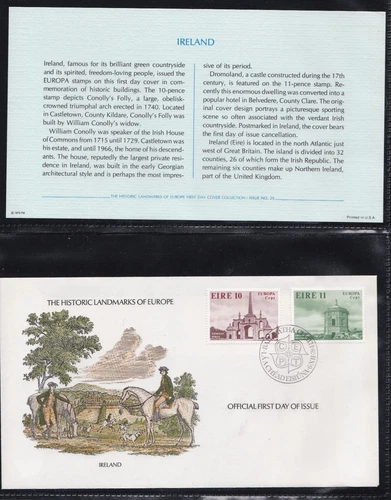 IRELAND
Ireland, famous for its brilliant green countryside
and its spirited, freedom-loving people, issued the
EUROPA stamps on this first day cover in com-
memoration of historic buildings. The 10-pence
stamp depicts Conolly's Folly, a large, obelisk-
crowned triumphal arch erected in 1740. Located
in Castletown, County Kildare, Conolly's Folly was
built by William Conolly's widow.
William Conolly was speaker of the Irish House
of Commons from 1715 until 1729. Castletown was
his estate, and until 1966, the home of his descend-
ants. The house, reputedly the largest private resi-
dence in Ireland, was built in the early Georgian
architectural style and is perhaps the most impres-
sive of its period.
Dromoland, a castle constructed during the 17th
century, is featured on the 11-pence stamp. Re-
cently this enormous dwelling was converted into a
popular hotel in Belvedere, County Clare. The orig-
inal cover design portrays a picturesque sporting
scene so often associated with the verdant Irish
countryside. Postmarked in Ireland, the cover bears
the first day of issue cancellation.
Ireland (Eire) is located in the north Atlantic just
west of Great Britain. The island is divided into 32
counties, 26 of which form the Irish Republic. The
remaining six counties make up Northern Ireland,
part of the United Kingdom.
THE HISTORIC LANDMARKS OF EUROPE FIRST DAY COVER COLLECTION
Printed in U.S.A.
THE HISTORIC LANDMARKS OF EUROPE
EIRE 10 EUROPA
CEPT
EIRE 11 EUROPA
CEPT
OFFICIAL FIRST DAY OF ISSUE
IRELAND